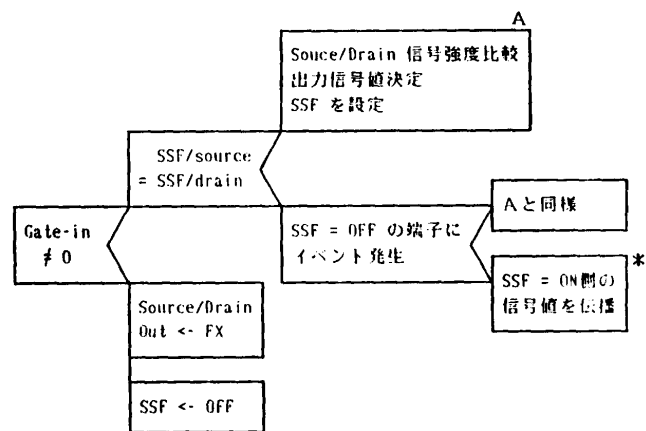 A
Souce/Drain 信号強度比較
出力信号値決定
SSF を設定
SSF/source
= SSF/drain
Gate-in
≠ 0
SSF = OFF の端子に
イベント発生
Aと同様
SSF = ON側の
信号値を伝播
*
Source/Drain
Out <- FX
SSF <- OFF